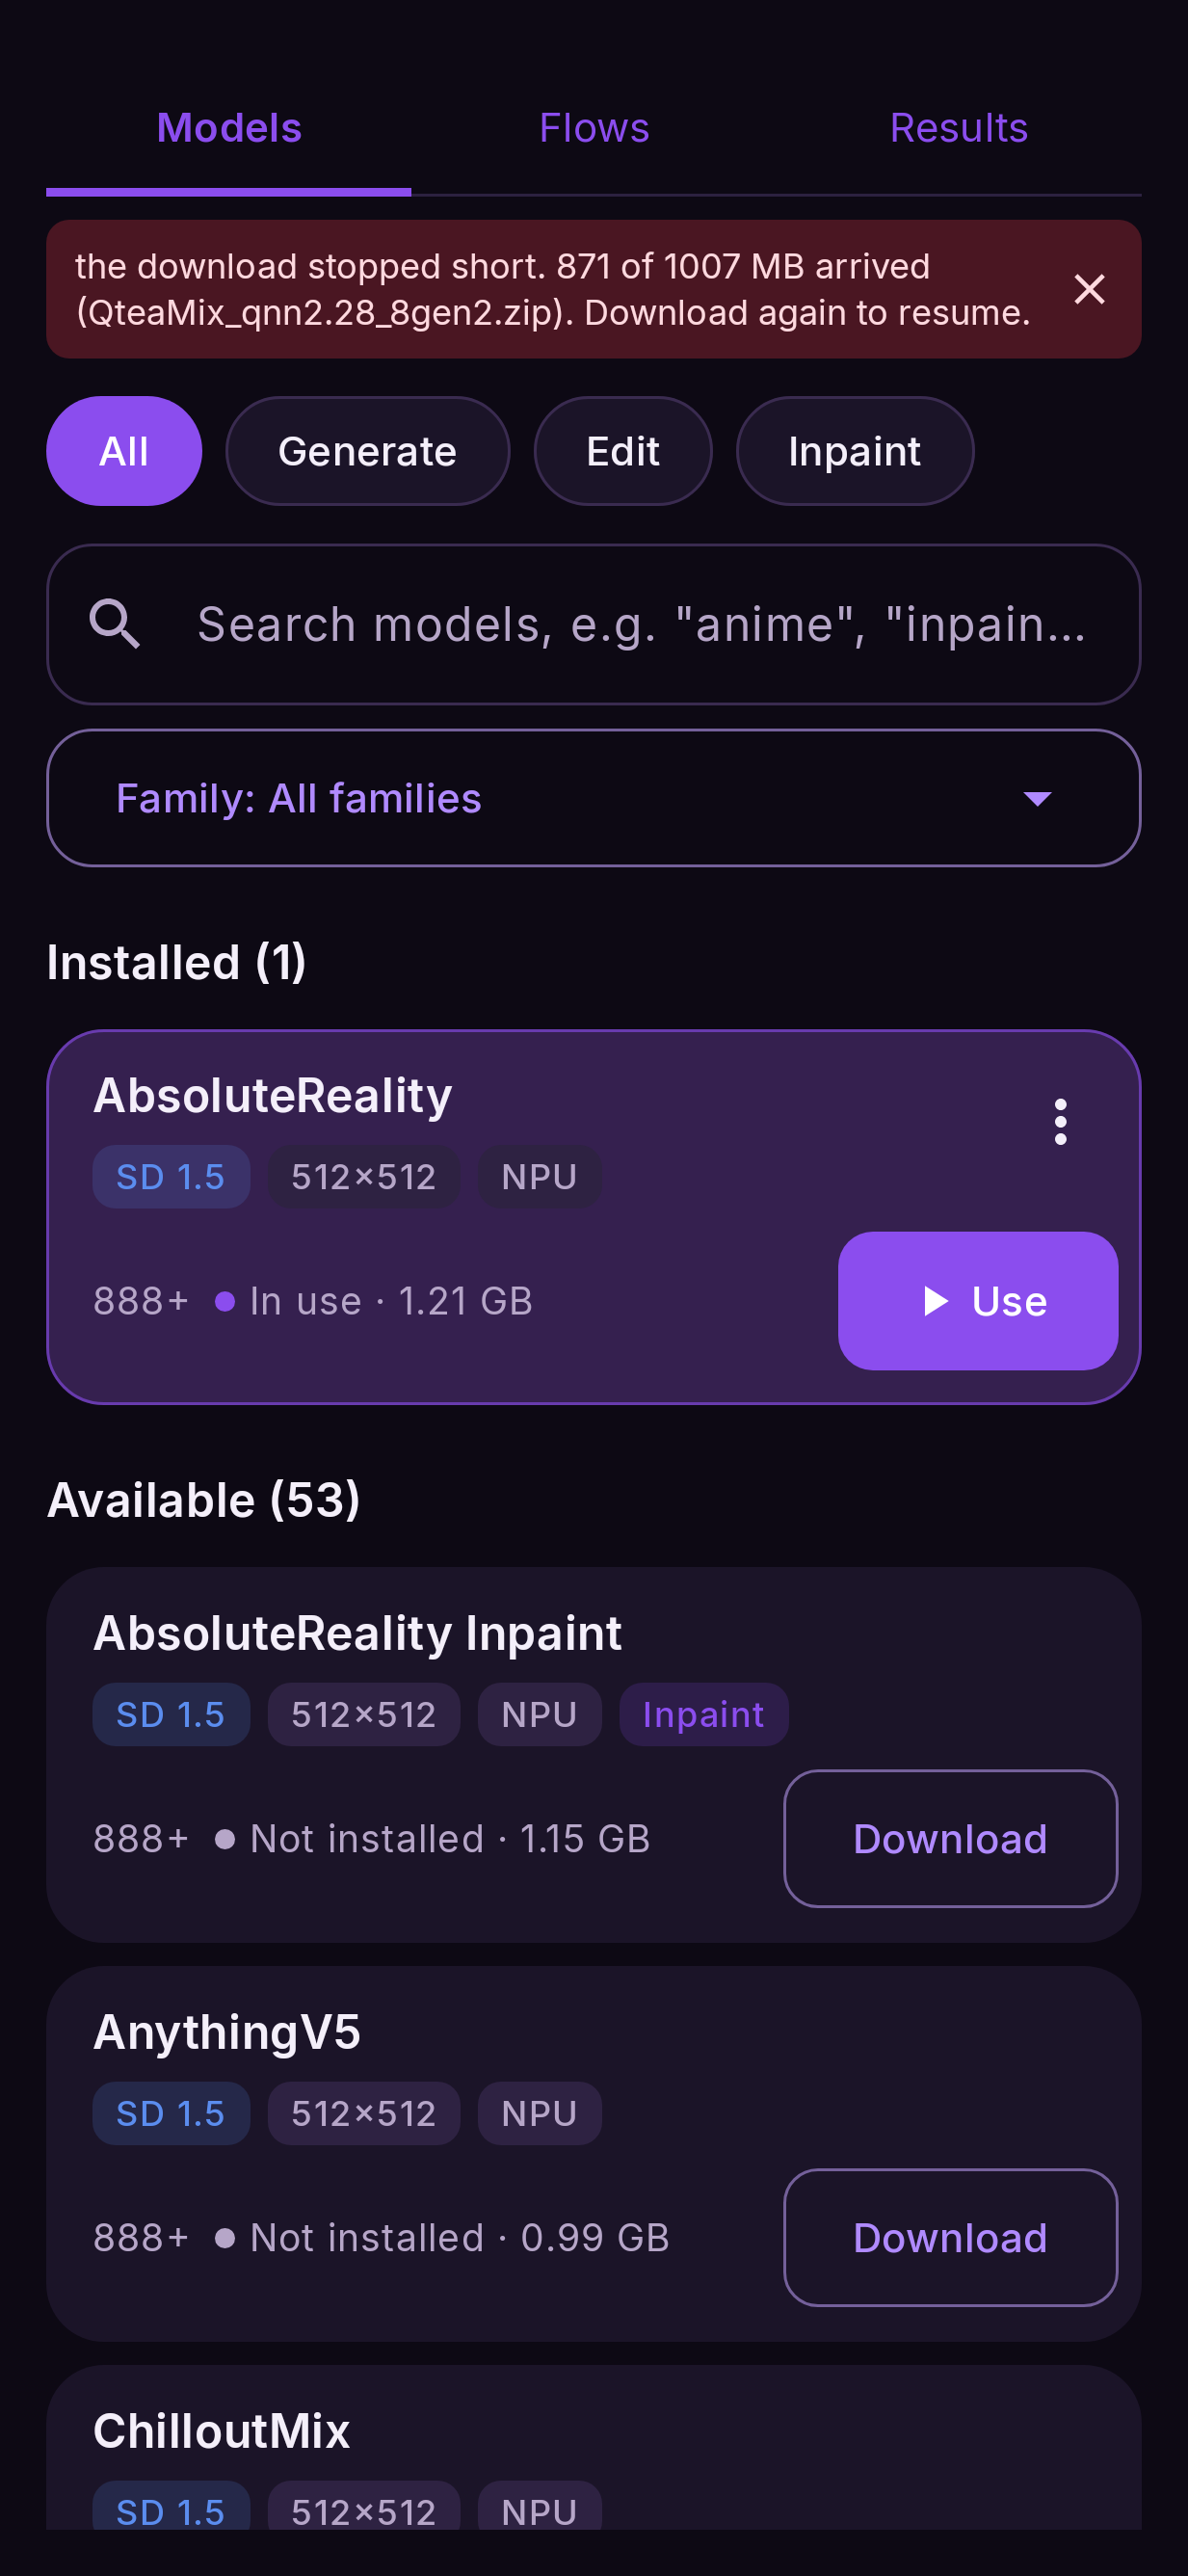 Models
Flows
Results
the download stopped short. 871 of 1007 MB arrived
(QteaMix_qnn2.28_8gen2.zip). Download again to resume.
All
Generate
Edit
Inpaint
Search models, e.g. "anime", "inpain...
Family: All families
Installed (1)
AbsoluteReality
SD 1.5
512×512
NPU
888+
In use · 1.21 GB
Use
Available (53)
AbsoluteReality Inpaint
SD 1.5
512×512
NPU
Inpaint
888+
Not installed · 1.15 GB
Download
AnythingV5
SD 1.5
512×512
NPU
888+
Not installed · 0.99 GB
Download
ChilloutMix
SD 1.5
512×512
NPU